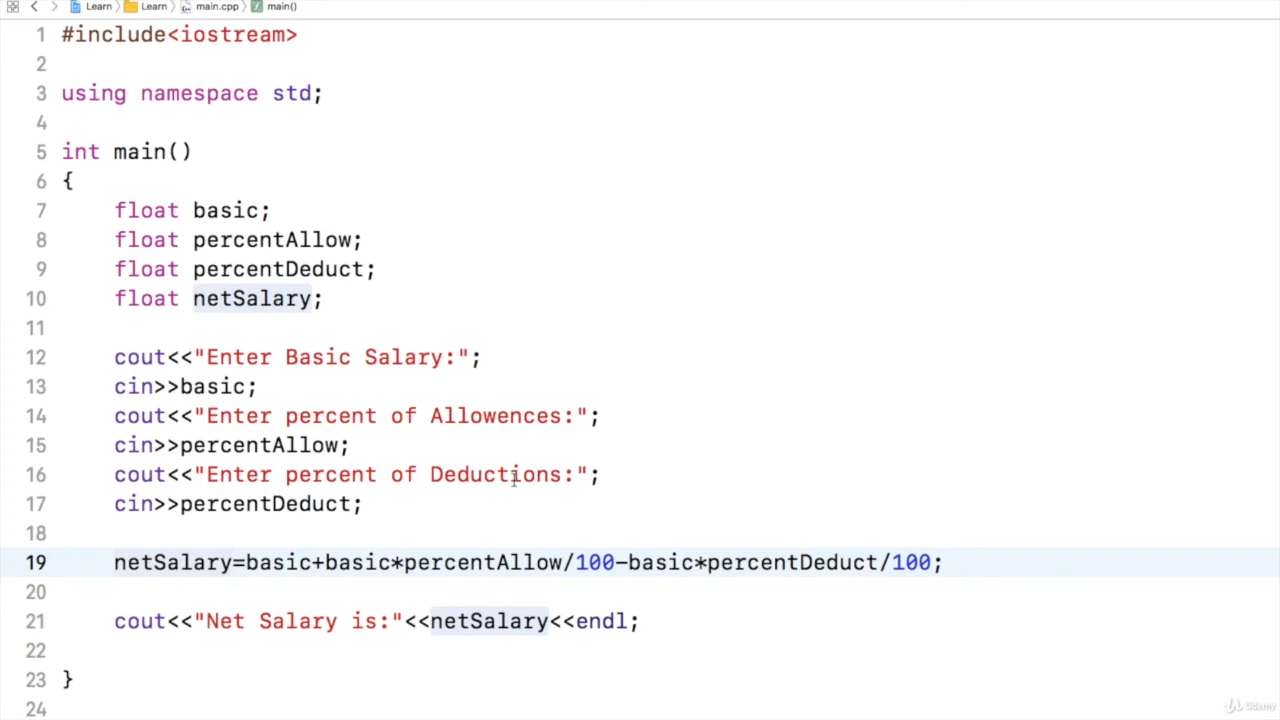 Learn Learn main.cpp main()
1 #include<iostream>
2
3 using namespace std;
4
5 int main()
6 {
7 float basic;
8 float percentAllow;
9 float percentDeduct;
10 float netSalary;
11
12 cout<<"Enter Basic Salary:";
13 cin>>basic;
14 cout<<"Enter percent of Allowences:";
15 cin>>percentAllow;
16 cout<<"Enter percent of Deductions:";
17 cin>>percentDeduct;
18
19 netSalary=basic+basic*percentAllow/100-basic*percentDeduct/100;
20
21 cout<<"Net Salary is:"<<netSalary<<endl;
22
23 }
24
Udemy